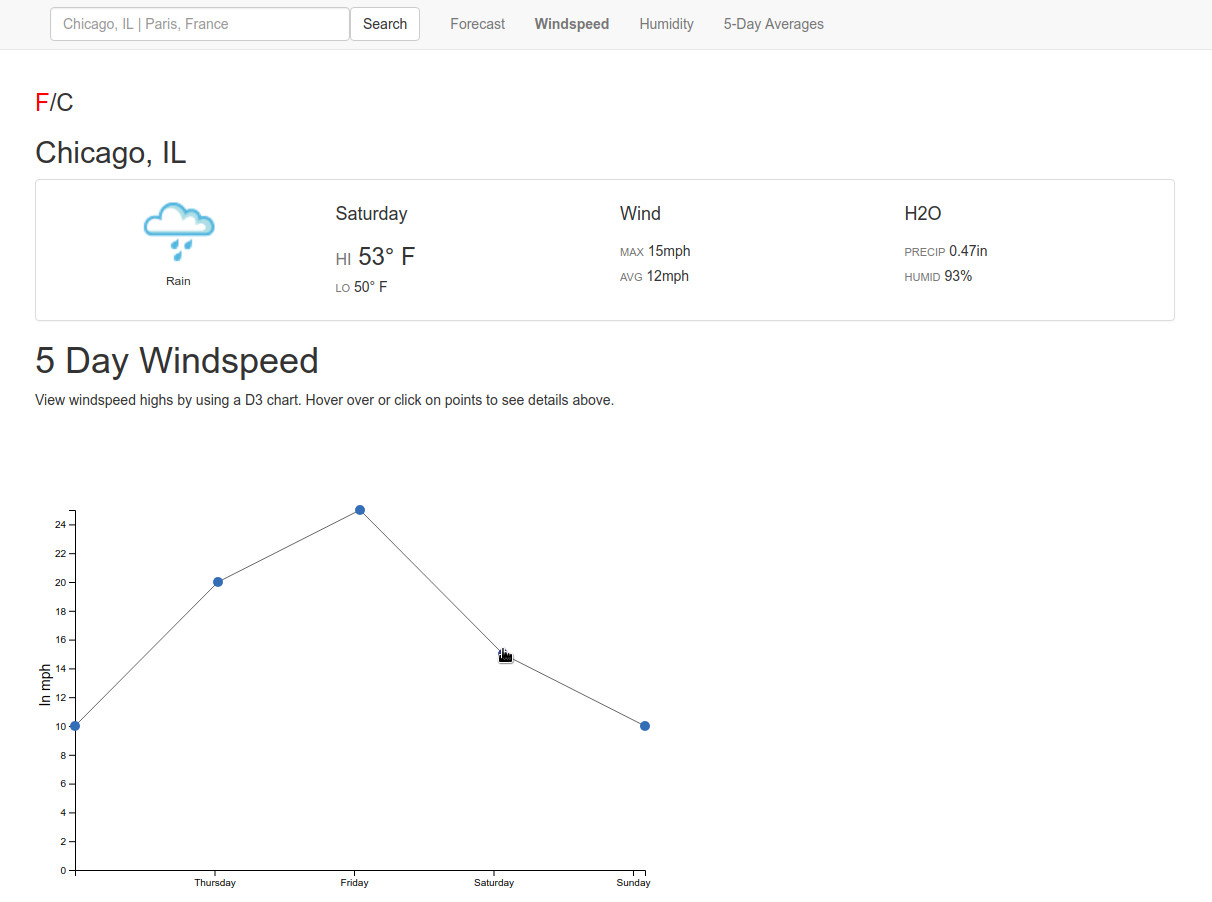 Chicago, IL | Paris, France Search Forecast Windspeed Humidity 5-Day Averages
F/C
Chicago, IL
Rain
Saturday
HI 53° F
LO 50° F
Wind
MAX 15mph
AVG 12mph
H2O
PRECIP 0.47in
HUMID 93%
5 Day Windspeed
View windspeed highs by using a D3 chart. Hover over or click on points to see details above.
In mph
24
22
20
18
16
14
12
10
8
6
4
2
0
Thursday Friday Saturday Sunday